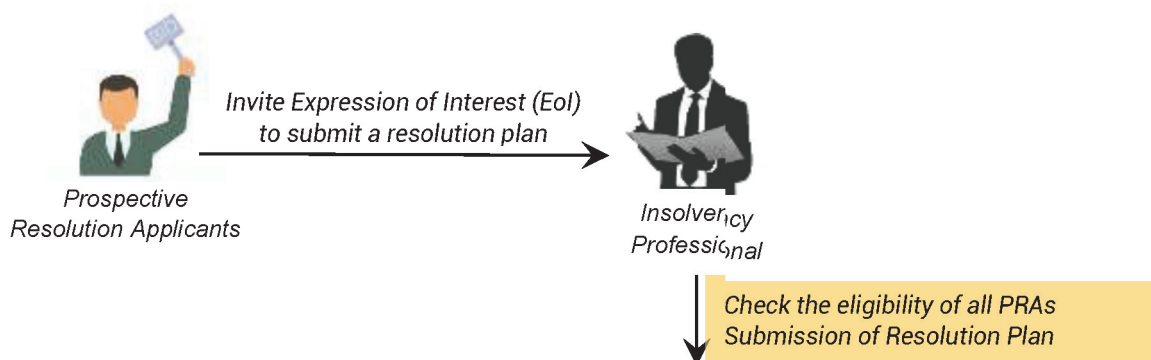 Invite Expression of Interest (EoI)
to submit a resolution plan
Prospective
Resolution Applicants
Insolvency
Professional
Check the eligibility of all PRAs
Submission of Resolution Plan